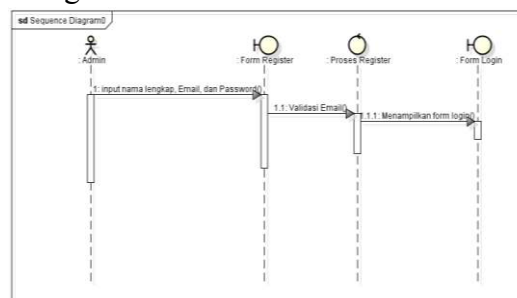 sd Sequence Diagram0
: Admin
: Form Register
: Proses Register
: Form Login
1: input nama lengkap, Email, dan Password()
1.1: Validasi Email()
1.1.1: Menampilkan form login()